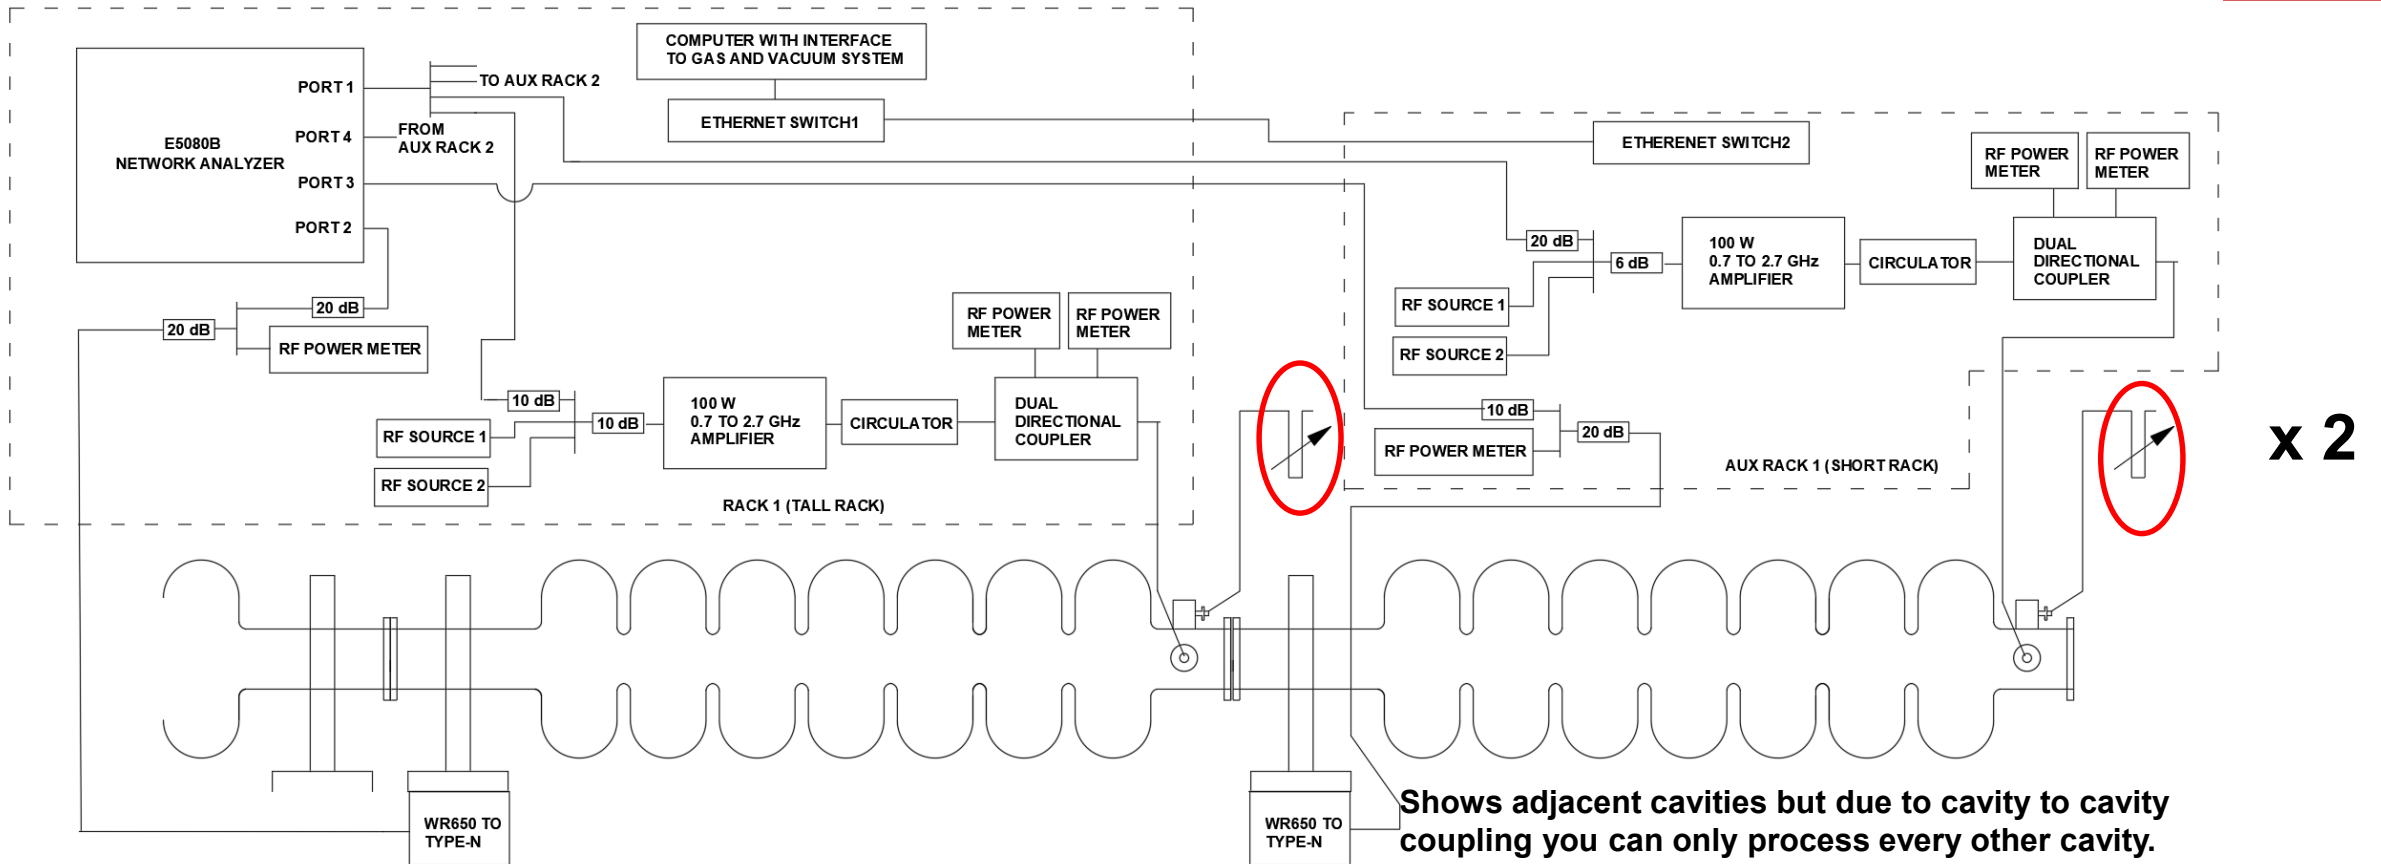 COMPUTER WITH INTERFACE
TO GAS AND VACUUM SYSTEM
ETHERNET SWITCH1
PORT 1
TO AUX RACK 2
PORT 4
FROM
AUX RACK 2
E5080B
NETWORK ANALYZER
PORT 3
PORT 2
20 dB
20 dB
RF POWER METER
10 dB
RF SOURCE 1
RF SOURCE 2
10 dB
100 W
0.7 TO 2.7 GHz
AMPLIFIER
CIRCULATOR
RF POWER
METER
RF POWER
METER
DUAL
DIRECTIONAL
COUPLER
RACK 1 (TALL RACK)
ETHERENET SWITCH2
RF POWER
METER
RF POWER
METER
20 dB
6 dB
RF SOURCE 1
RF SOURCE 2
100 W
0.7 TO 2.7 GHz
AMPLIFIER
CIRCULATOR
DUAL
DIRECTIONAL
COUPLER
10 dB
RF POWER METER
20 dB
AUX RACK 1 (SHORT RACK)
x 2
WR650 TO
TYPE-N
WR650 TO
TYPE-N
Shows adjacent cavities but due to cavity to cavity
coupling you can only process every other cavity.